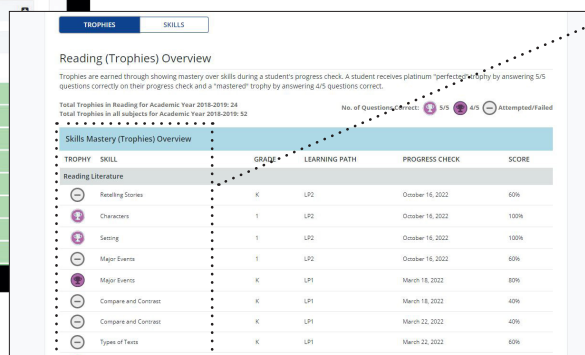 TROPHIES SKILLS
Reading (Trophies) Overview
Trophies are earned through showing mastery over skills during a student's progress check. A student receives platinum "perfected" trophy by answering 5/5
questions correctly on their progress check and a "mastered" trophy by answering 4/5 questions correct.
Total Trophies in Reading for Academic Year 2018-2019: 24
Total Trophies in all subjects for Academic Year 2018-2019: 52
No. of Questions Correct: 5/5 4/5 Attempted/Failed
Skills Mastery (Trophies) Overview
TROPHY SKILL GRADE LEARNING PATH PROGRESS CHECK SCORE
Reading Literature
Retelling Stories K LP2 October 16, 2022 60%
Characters 1 LP2 October 16, 2022 100%
Setting 1 LP2 October 16, 2022 100%
Major Events 1 LP2 October 16, 2022 60%
Major Events K LP1 March 18, 2022 80%
Compare and Contrast K LP1 March 18, 2022 40%
Compare and Contrast K LP1 March 22, 2022 40%
Types of Texts K LP1 March 22, 2022 60%